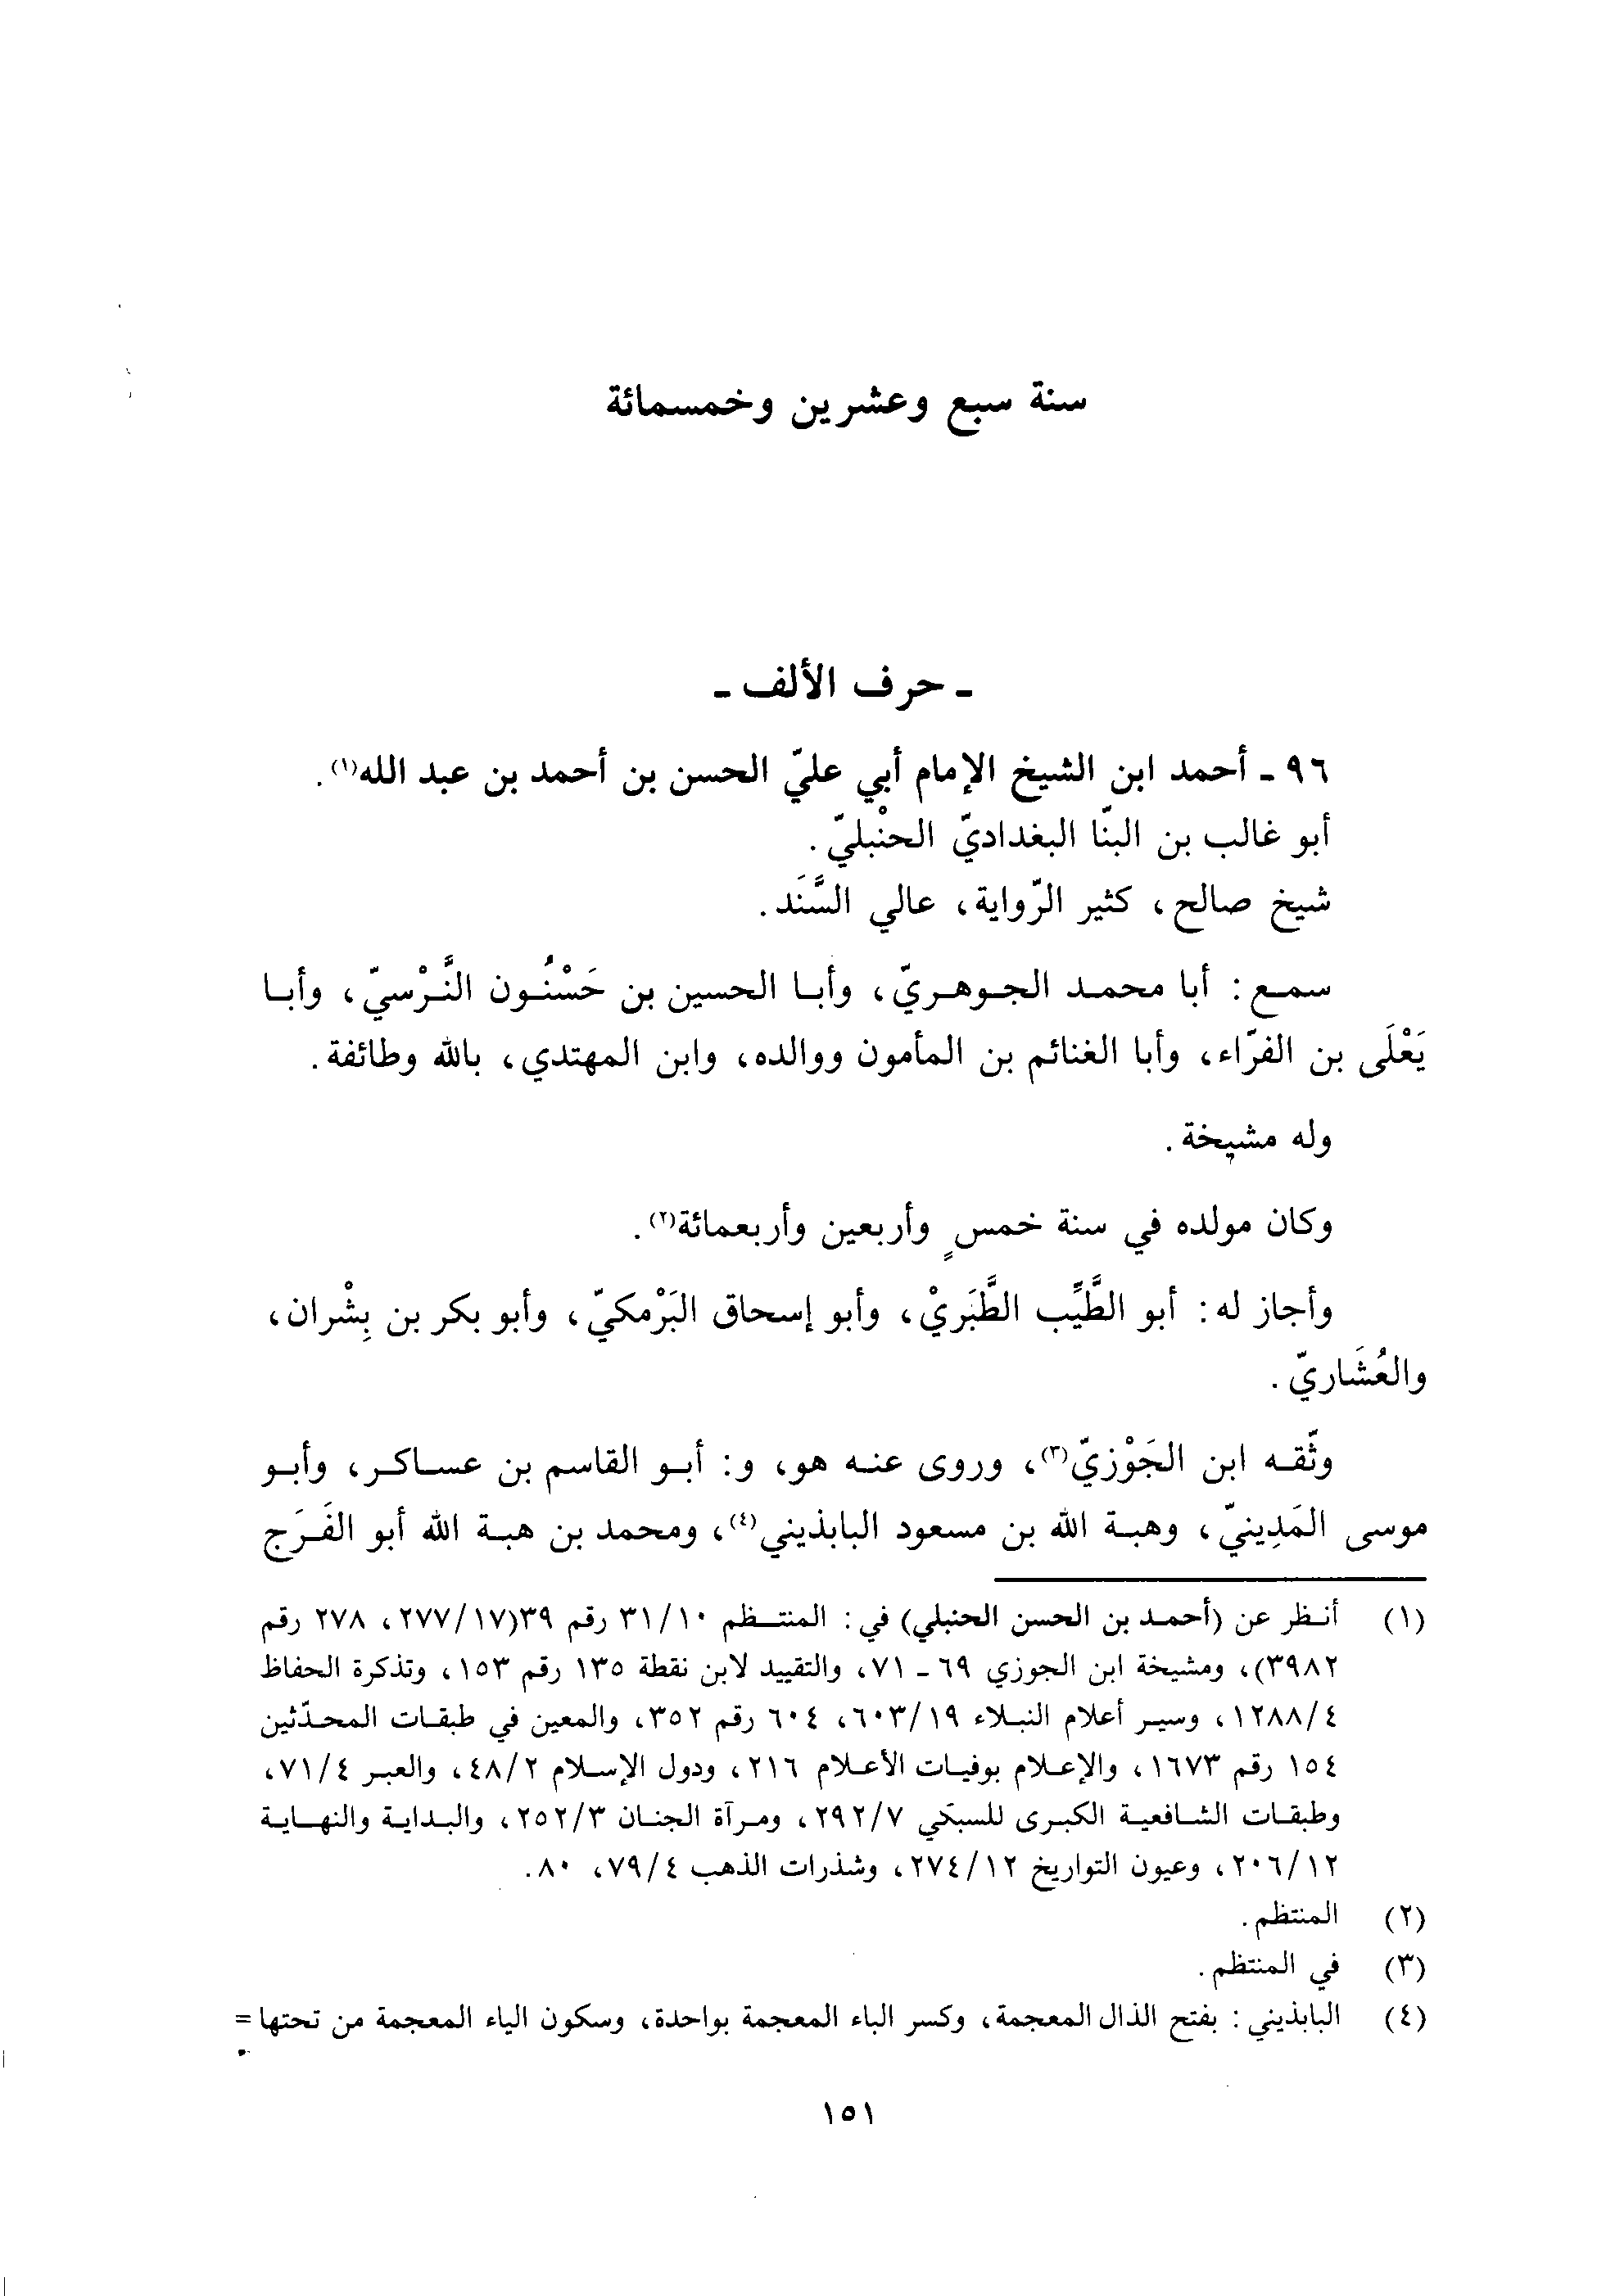 سنة سبع وعشرين وخمسمائة
ـ حرف الألف ـ
٩٦ ـ أحمد ابن الشيخ الإمام أبي عليّ الحسن بن أحمد بن عبد الله(١).
أبو غالب بن البنّا البغداديّ الحنْبليّ.
شيخ صالح، كثير الرّواية، عالي السَّنَد.
سمع: أبا محمد الجوهريّ، وأبا الحسين بن حَسْنُون النَّرْسيّ، وأبا
يَعْلَى بن الفرّاء، وأبا الغنائم بن المأمون ووالده، وابن المهتدي، بالله وطائفة.
وله مشيخة.
وكان مولده في سنة خمسٍ وأربعين وأربعمائة(٢).
وأجاز له: أبو الطَّيِّب الطَّبَريْ، وأبو إسحاق البَرْمكيّ، وأبو بكر بن بِشْران،
والعُشَاريّ.
وثّقه ابن الجَوْزيّ(٣)، وروى عنه هو، و: أبو القاسم بن عساكر، وأبو
موسى المَدِينيّ، وهبة الله بن مسعود البابذيني(٤)، ومحمد بن هبة الله أبو الفَرَج
(١) أنظر عن (أحمد بن الحسن الحنبلي) في: المنتظم ٣١/١٠ رقم ٣٩(٢٧٧/١٧، ٢٧٨ رقم
٣٩٨٢)، ومشيخة ابن الجوزي ٦٩ ـ ٧١، والتقييد لابن نقطة ١٣٥ رقم ١٥٣، وتذكرة الحفاظ
١٢٨٨/٤، وسير أعلام النبلاء ٦٠٣/١٩، ٦٠٤ رقم ٣٥٢، والمعين في طبقات المحدّثين
١٥٤ رقم ١٦٧٣، والإعلام بوفيات الأعلام ٢١٦، ودول الإسلام ٤٨/٢، والعبر ٧١/٤،
وطبقات الشافعية الكبرى للسبكي ٢٩٢/٧، ومرآة الجنان ٢٥٢/٣، والبداية والنهاية
٢٠٦/١٢، وعيون التواريخ ٢٧٤/١٢، وشذرات الذهب ٧٩/٤، ٨٠.
(٢) المنتظم.
(٣) في المنتظم.
(٤) البابذيني: بفتح الذال المعجمة، وكسر الباء المعجمة بواحدة، وسكون الياء المعجمة من تحتها =
١٥١